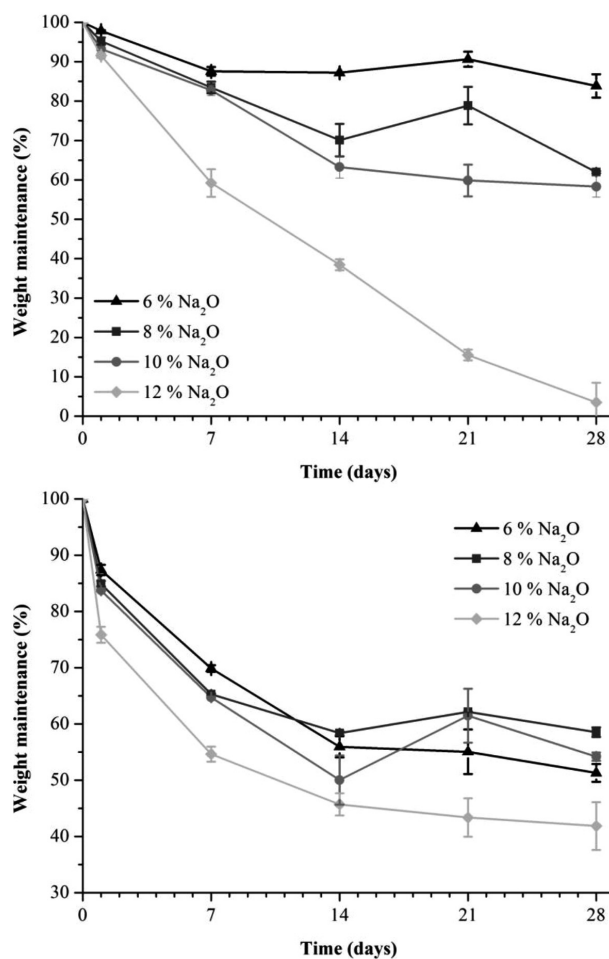 100
90
80
70
60
50
40
30
20
10
0
Weight maintenance (%)
6 % Na₂O
8 % Na₂O
10 % Na₂O
12 % Na₂O
0 7 14 21 28
Time (days)
100
90
80
70
60
50
40
30
Weight maintenance (%)
6 % Na₂O
8 % Na₂O
10 % Na₂O
12 % Na₂O
0 7 14 21 28
Time (days)